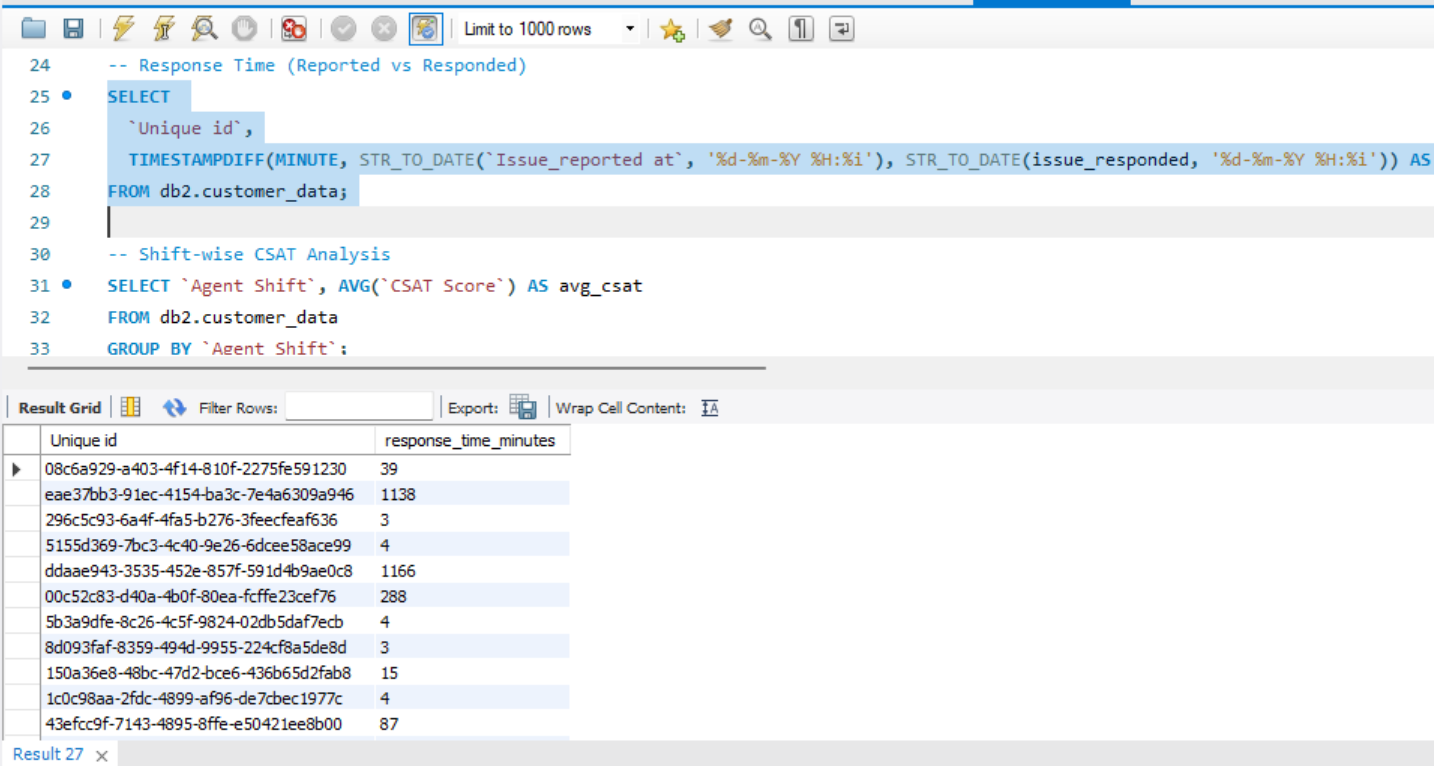 Limit to 1000 rows
24 -- Response Time (Reported vs Responded)
25 SELECT
26 `Unique id`,
27 TIMESTAMPDIFF(MINUTE, STR_TO_DATE(`Issue_reported at`, '%d-%m-%Y %H:%i'), STR_TO_DATE(issue_responded, '%d-%m-%Y %H:%i')) AS
28 FROM db2.customer_data;
29
30 -- Shift-wise CSAT Analysis
31 SELECT `Agent Shift`, AVG(`CSAT Score`) AS avg_csat
32 FROM db2.customer_data
33 GROUP BY `Agent Shift`;
Result Grid Filter Rows: Export: Wrap Cell Content: IA
Unique id response_time_minutes
08c6a929-a403-4f14-810f-2275fe591230 39
eae37bb3-91ec-4154-ba3c-7e4a6309a946 1138
296c5c93-6a4f-4fa5-b276-3feecfeaf636 3
5155d369-7bc3-4c40-9e26-6dcee58ace99 4
ddaae943-3535-452e-857f-591d4b9ae0c8 1166
00c52c83-d40a-4b0f-80ea-fcffe23cef76 288
5b3a9dfe-8c26-4c5f-9824-02db5daf7ecb 4
8d093faf-8359-494d-9955-224cf8a5de8d 3
150a36e8-48bc-47d2-bce6-436b65d2fab8 15
1c0c98aa-2fdc-4899-af96-de7cbec1977c 4
43efcc9f-7143-4895-8ffe-e50421ee8b00 87
Result 27